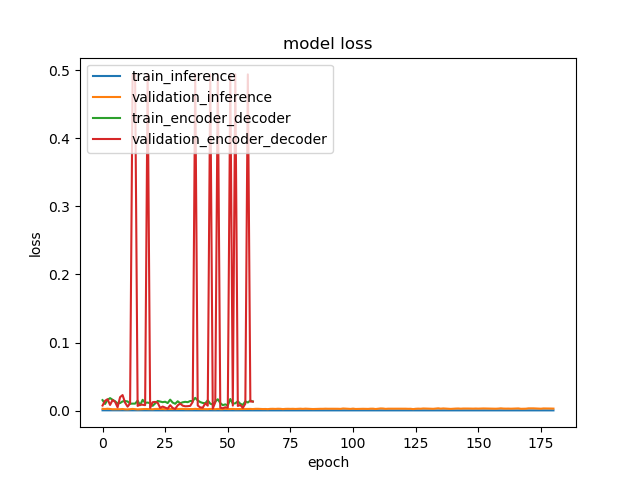 model loss
train_inference
validation_inference
train_encoder_decoder
validation_encoder_decoder
loss
0.5
0.4
0.3
0.2
0.1
0.0
0 25 50 75 100 125 150 175
epoch